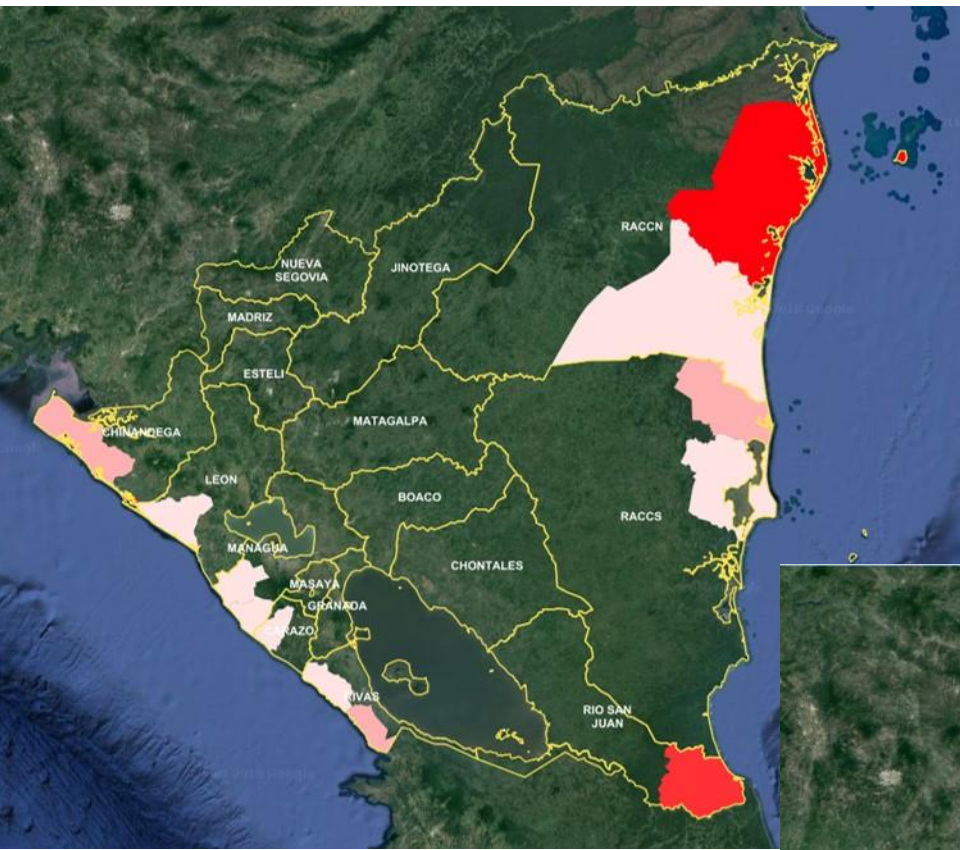 RACCN
NUEVA
SEGOVIA
JINOTEGA
MADRIZ
ESTELI
MATAGALPA
CHINANDEGA
LEON
BOACO
RACCS
MANAGUA
CHONTALES
MASAYA
GRANADA
CARAZO
RIVAS
RIO SAN
JUAN